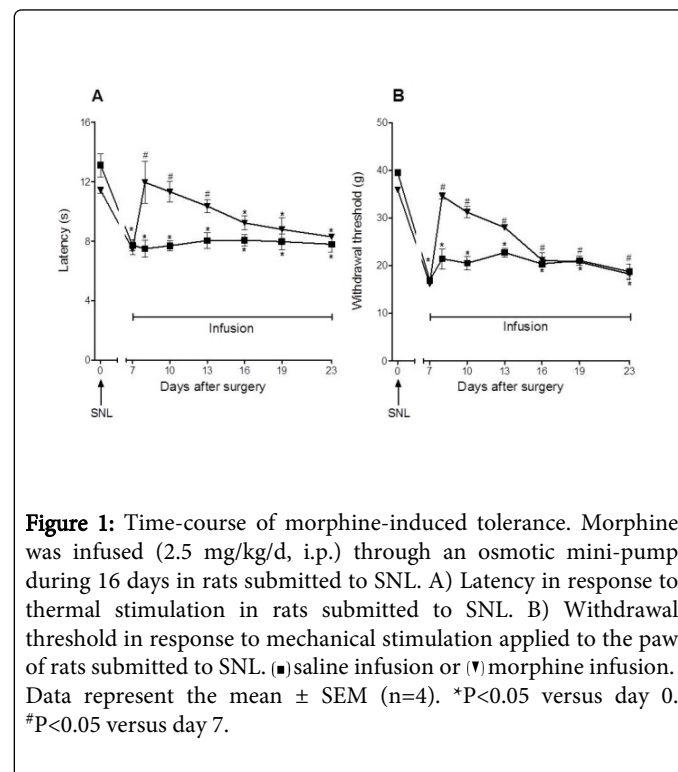 A
B
16
12
8
4
0
Latency (s)
* # # # * * *
* * * * * * *
Infusion
0 7 10 13 16 19 23
Days after surgery
SNL
50
40
30
20
10
0
Withdrawal threshold (g)
* # # # # # #
* * * * * *
Infusion
0 7 10 13 16 19 23
Days after surgery
SNL
Figure 1: Time-course of morphine-induced tolerance. Morphine
was infused (2.5 mg/kg/d, i.p.) through an osmotic mini-pump
during 16 days in rats submitted to SNL. A) Latency in response to
thermal stimulation in rats submitted to SNL. B) Withdrawal
threshold in response to mechanical stimulation applied to the paw
of rats submitted to SNL. (■) saline infusion or (▼) morphine infusion.
Data represent the mean ± SEM (n=4). *P<0.05 versus day 0.
#P<0.05 versus day 7.